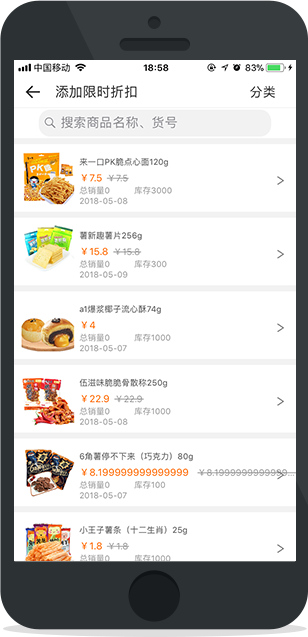 中国移动 18:58 83%
添加限时折扣 分类
搜索商品名称、货号
来一口PK脆点心面120g
¥7.5 ¥7.5
总销量0 库存3000
2018-05-08
薯新趣薯片256g
¥15.8 ¥15.8
总销量0 库存300
2018-05-09
a1爆浆椰子流心酥74g
¥4
总销量0 库存1000
2018-05-07
伍滋味脆脆骨散称250g
¥22.9 ¥22.9
总销量0 库存1000
2018-05-08
6角薯停不下来（巧克力）80g
¥8.199999999999999 ¥8.1999999999990...
总销量0 库存100
2018-05-07
小王子薯条（十二生肖）25g
¥1.8 ¥1.8
总销量0 库存1000